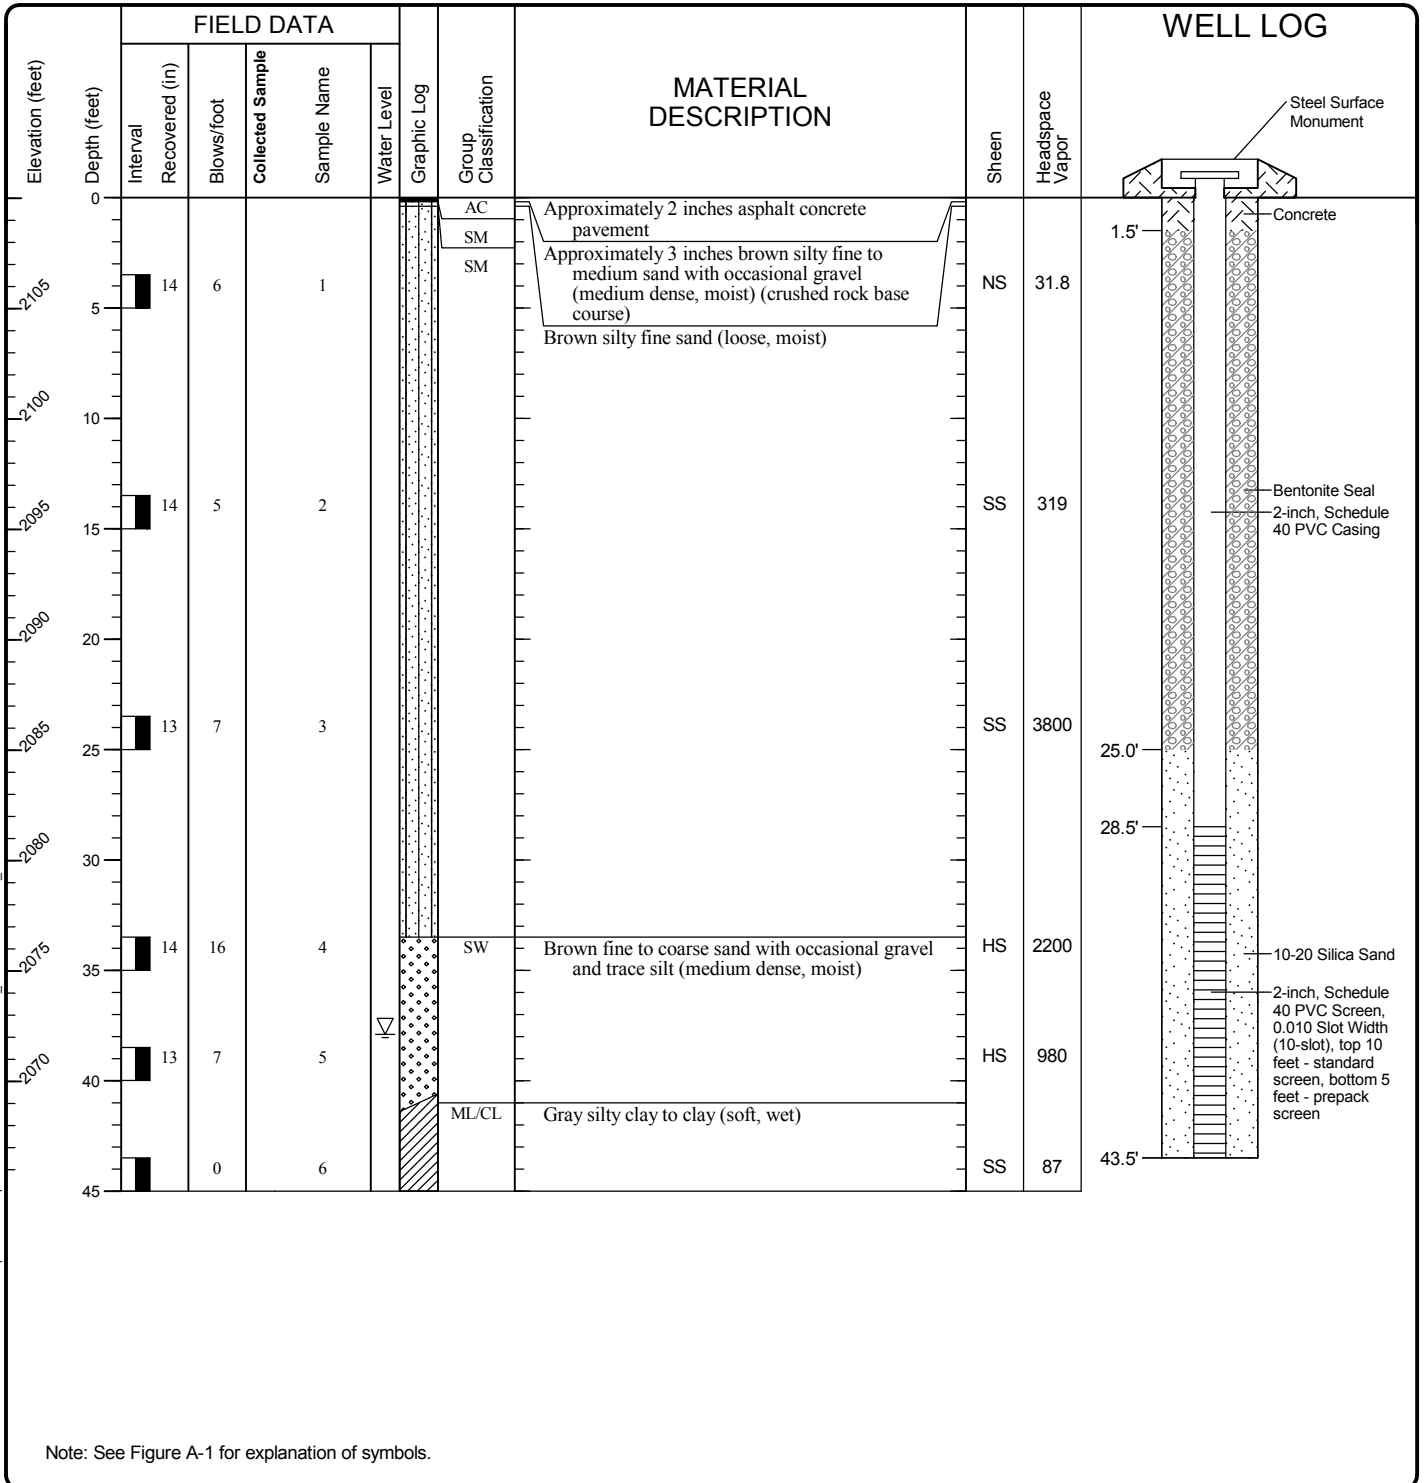 FIELD DATA
WELL LOG
Elevation (feet)
Depth (feet)
Interval
Recovered (in)
Blows/foot
Collected Sample
Sample Name
Water Level
Graphic Log
Group
Classification
MATERIAL
DESCRIPTION
Sheen
Headspace
Vapor
Steel Surface
Monument
0
AC
Approximately 2 inches asphalt concrete
pavement
Concrete
1.5'
SM
Approximately 3 inches brown silty fine to
medium sand with occasional gravel
(medium dense, moist) (crushed rock base
course)
SM
Brown silty fine sand (loose, moist)
2105
14 6 1 NS 31.8
5
2100
10
2095
14 5 2 SS 319
15
Bentonite Seal
2-inch, Schedule
40 PVC Casing
2090
20
2085
13 7 3 SS 3800
25
25.0'
28.5'
2080
30
2075
14 16 4 SW Brown fine to coarse sand with occasional gravel HS 2200
and trace silt (medium dense, moist)
35
10-20 Silica Sand
2-inch, Schedule
40 PVC Screen,
0.010 Slot Width
(10-slot), top 10
feet - standard
screen, bottom 5
feet - prepack
screen
2070
13 7 5 HS 980
40
ML/CL Gray silty clay to clay (soft, wet)
0 6 SS 87
43.5'
45
Note: See Figure A-1 for explanation of symbols.